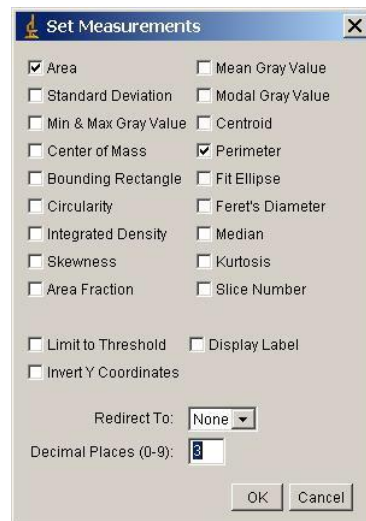 Set Measurements
Area Mean Gray Value
Standard Deviation Modal Gray Value
Min & Max Gray Value Centroid
Center of Mass Perimeter
Bounding Rectangle Fit Ellipse
Circularity Feret's Diameter
Integrated Density Median
Skewness Kurtosis
Area Fraction Slice Number
Limit to Threshold Display Label
Invert Y Coordinates
Redirect To: None
Decimal Places (0-9): 3
OK Cancel